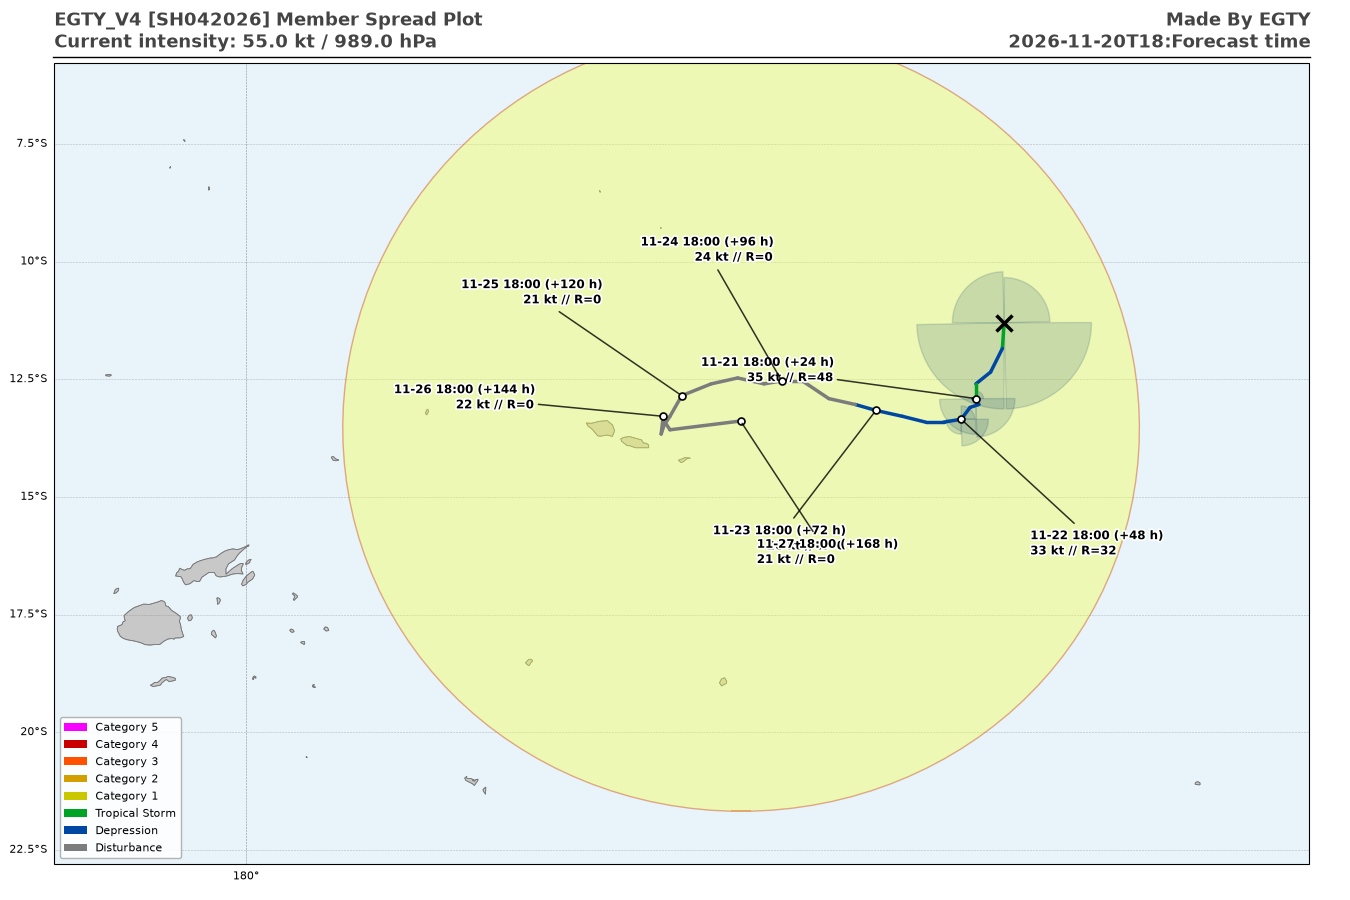 EGTY_V4 [SH042026] Member Spread Plot
Current intensity: 55.0 kt / 989.0 hPa
Made By EGTY
2026-11-20T18:Forecast time
7.5°S
10°S
12.5°S
15°S
17.5°S
20°S
22.5°S
180°
11-24 18:00 (+96 h)
24 kt // R=0
11-25 18:00 (+120 h)
21 kt // R=0
11-21 18:00 (+24 h)
35 kt // R=48
11-26 18:00 (+144 h)
22 kt // R=0
11-23 18:00 (+72 h)
11-27 18:00 (+168 h)
21 kt // R=0
11-22 18:00 (+48 h)
33 kt // R=32
Category 5
Category 4
Category 3
Category 2
Category 1
Tropical Storm
Depression
Disturbance